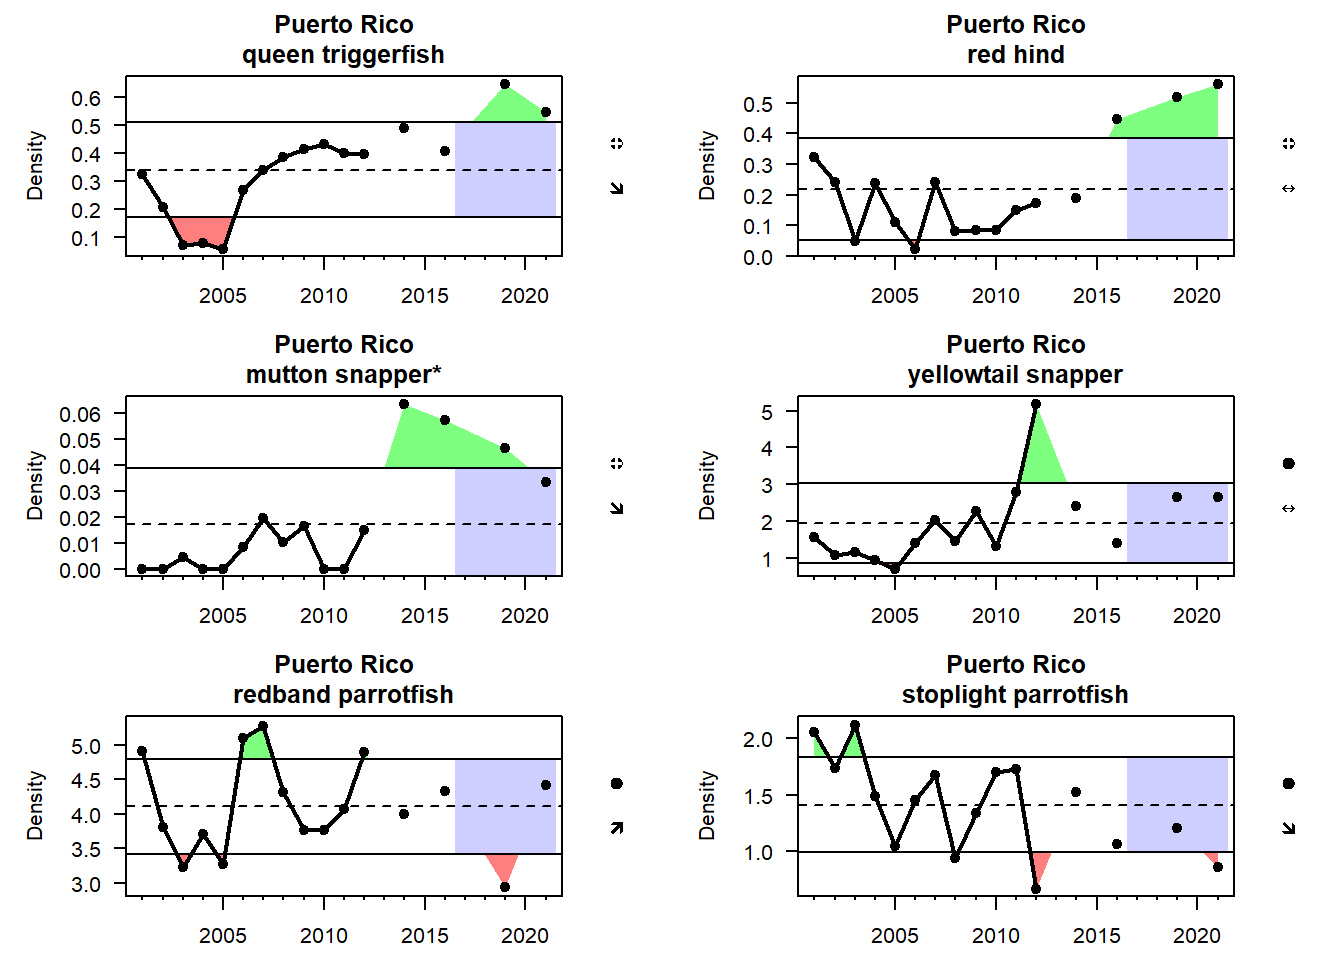 Puerto Rico
queen triggerfish
Density
0.6
0.5
0.4
0.3
0.2
0.1
2005 2010 2015 2020
Puerto Rico
red hind
Density
0.5
0.4
0.3
0.2
0.1
0.0
2005 2010 2015 2020
Puerto Rico
mutton snapper*
Density
0.06
0.05
0.04
0.03
0.02
0.01
0.00
2005 2010 2015 2020
Puerto Rico
yellowtail snapper
Density
5
4
3
2
1
2005 2010 2015 2020
Puerto Rico
redband parrotfish
Density
5.0
4.5
4.0
3.5
3.0
2005 2010 2015 2020
Puerto Rico
stoplight parrotfish
Density
2.0
1.5
1.0
2005 2010 2015 2020